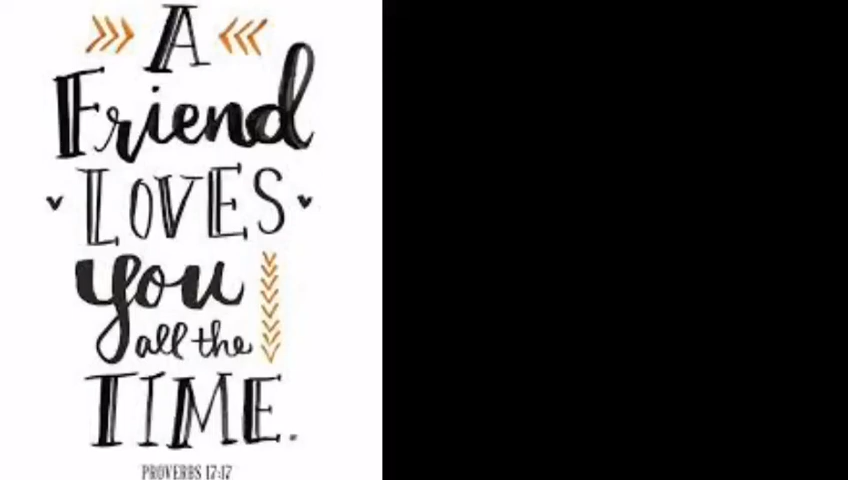 A
Friend
LOVES
you
all the
TIME.
PROVERBS 17:17